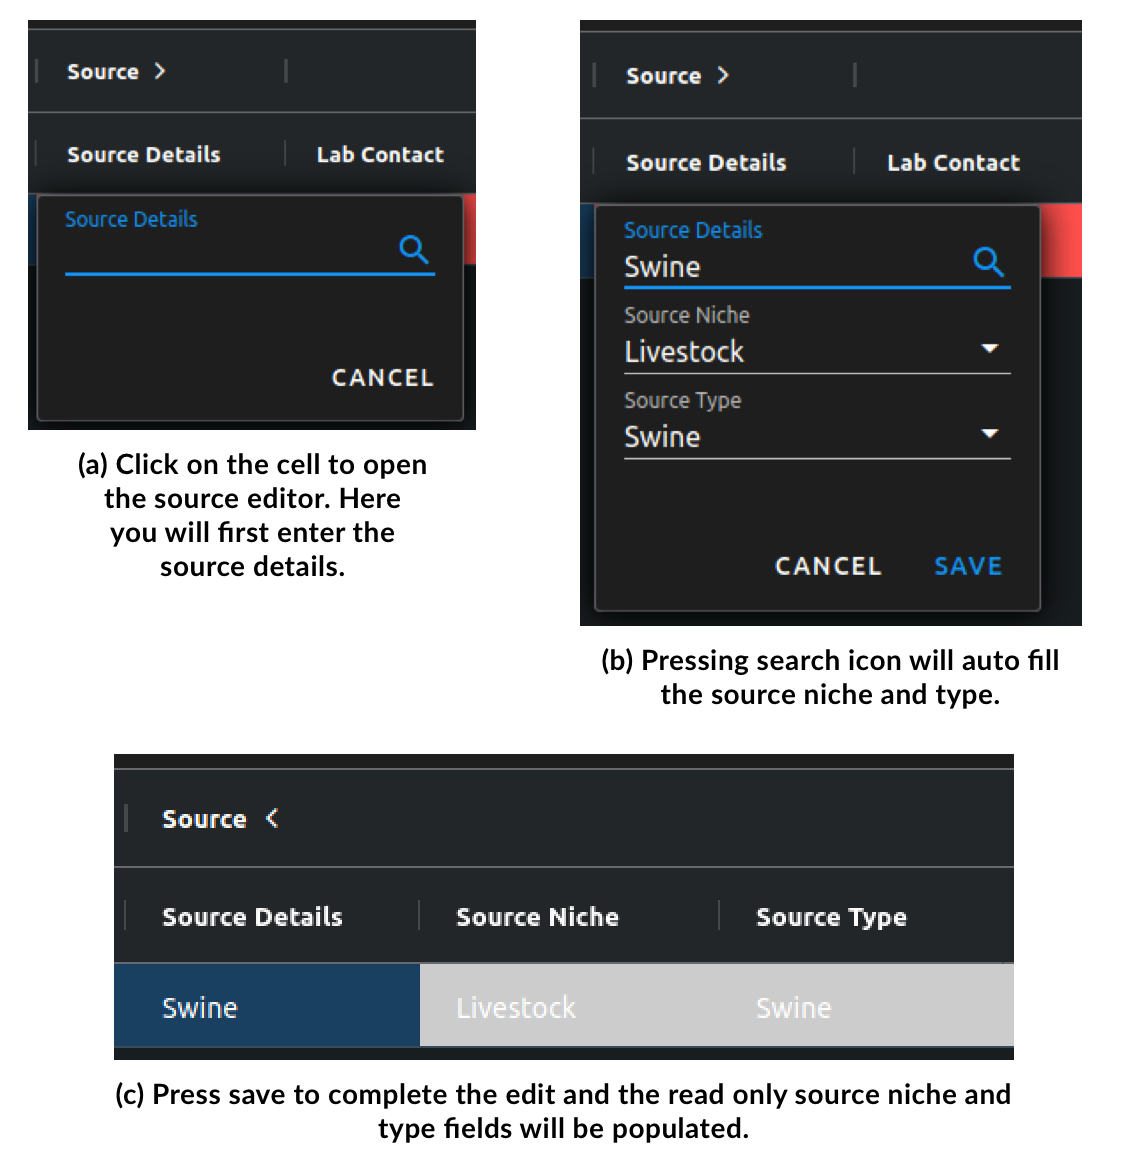 Source >
Source Details Lab Contact
Source Details
CANCEL
(a) Click on the cell to open
the source editor. Here
you will first enter the
source details.
Source >
Source Details Lab Contact
Source Details
Swine
Source Niche
Livestock
Source Type
Swine
CANCEL SAVE
(b) Pressing search icon will auto fill
the source niche and type.
Source <
Source Details Source Niche Source Type
Swine Livestock Swine
(c) Press save to complete the edit and the read only source niche and
type fields will be populated.